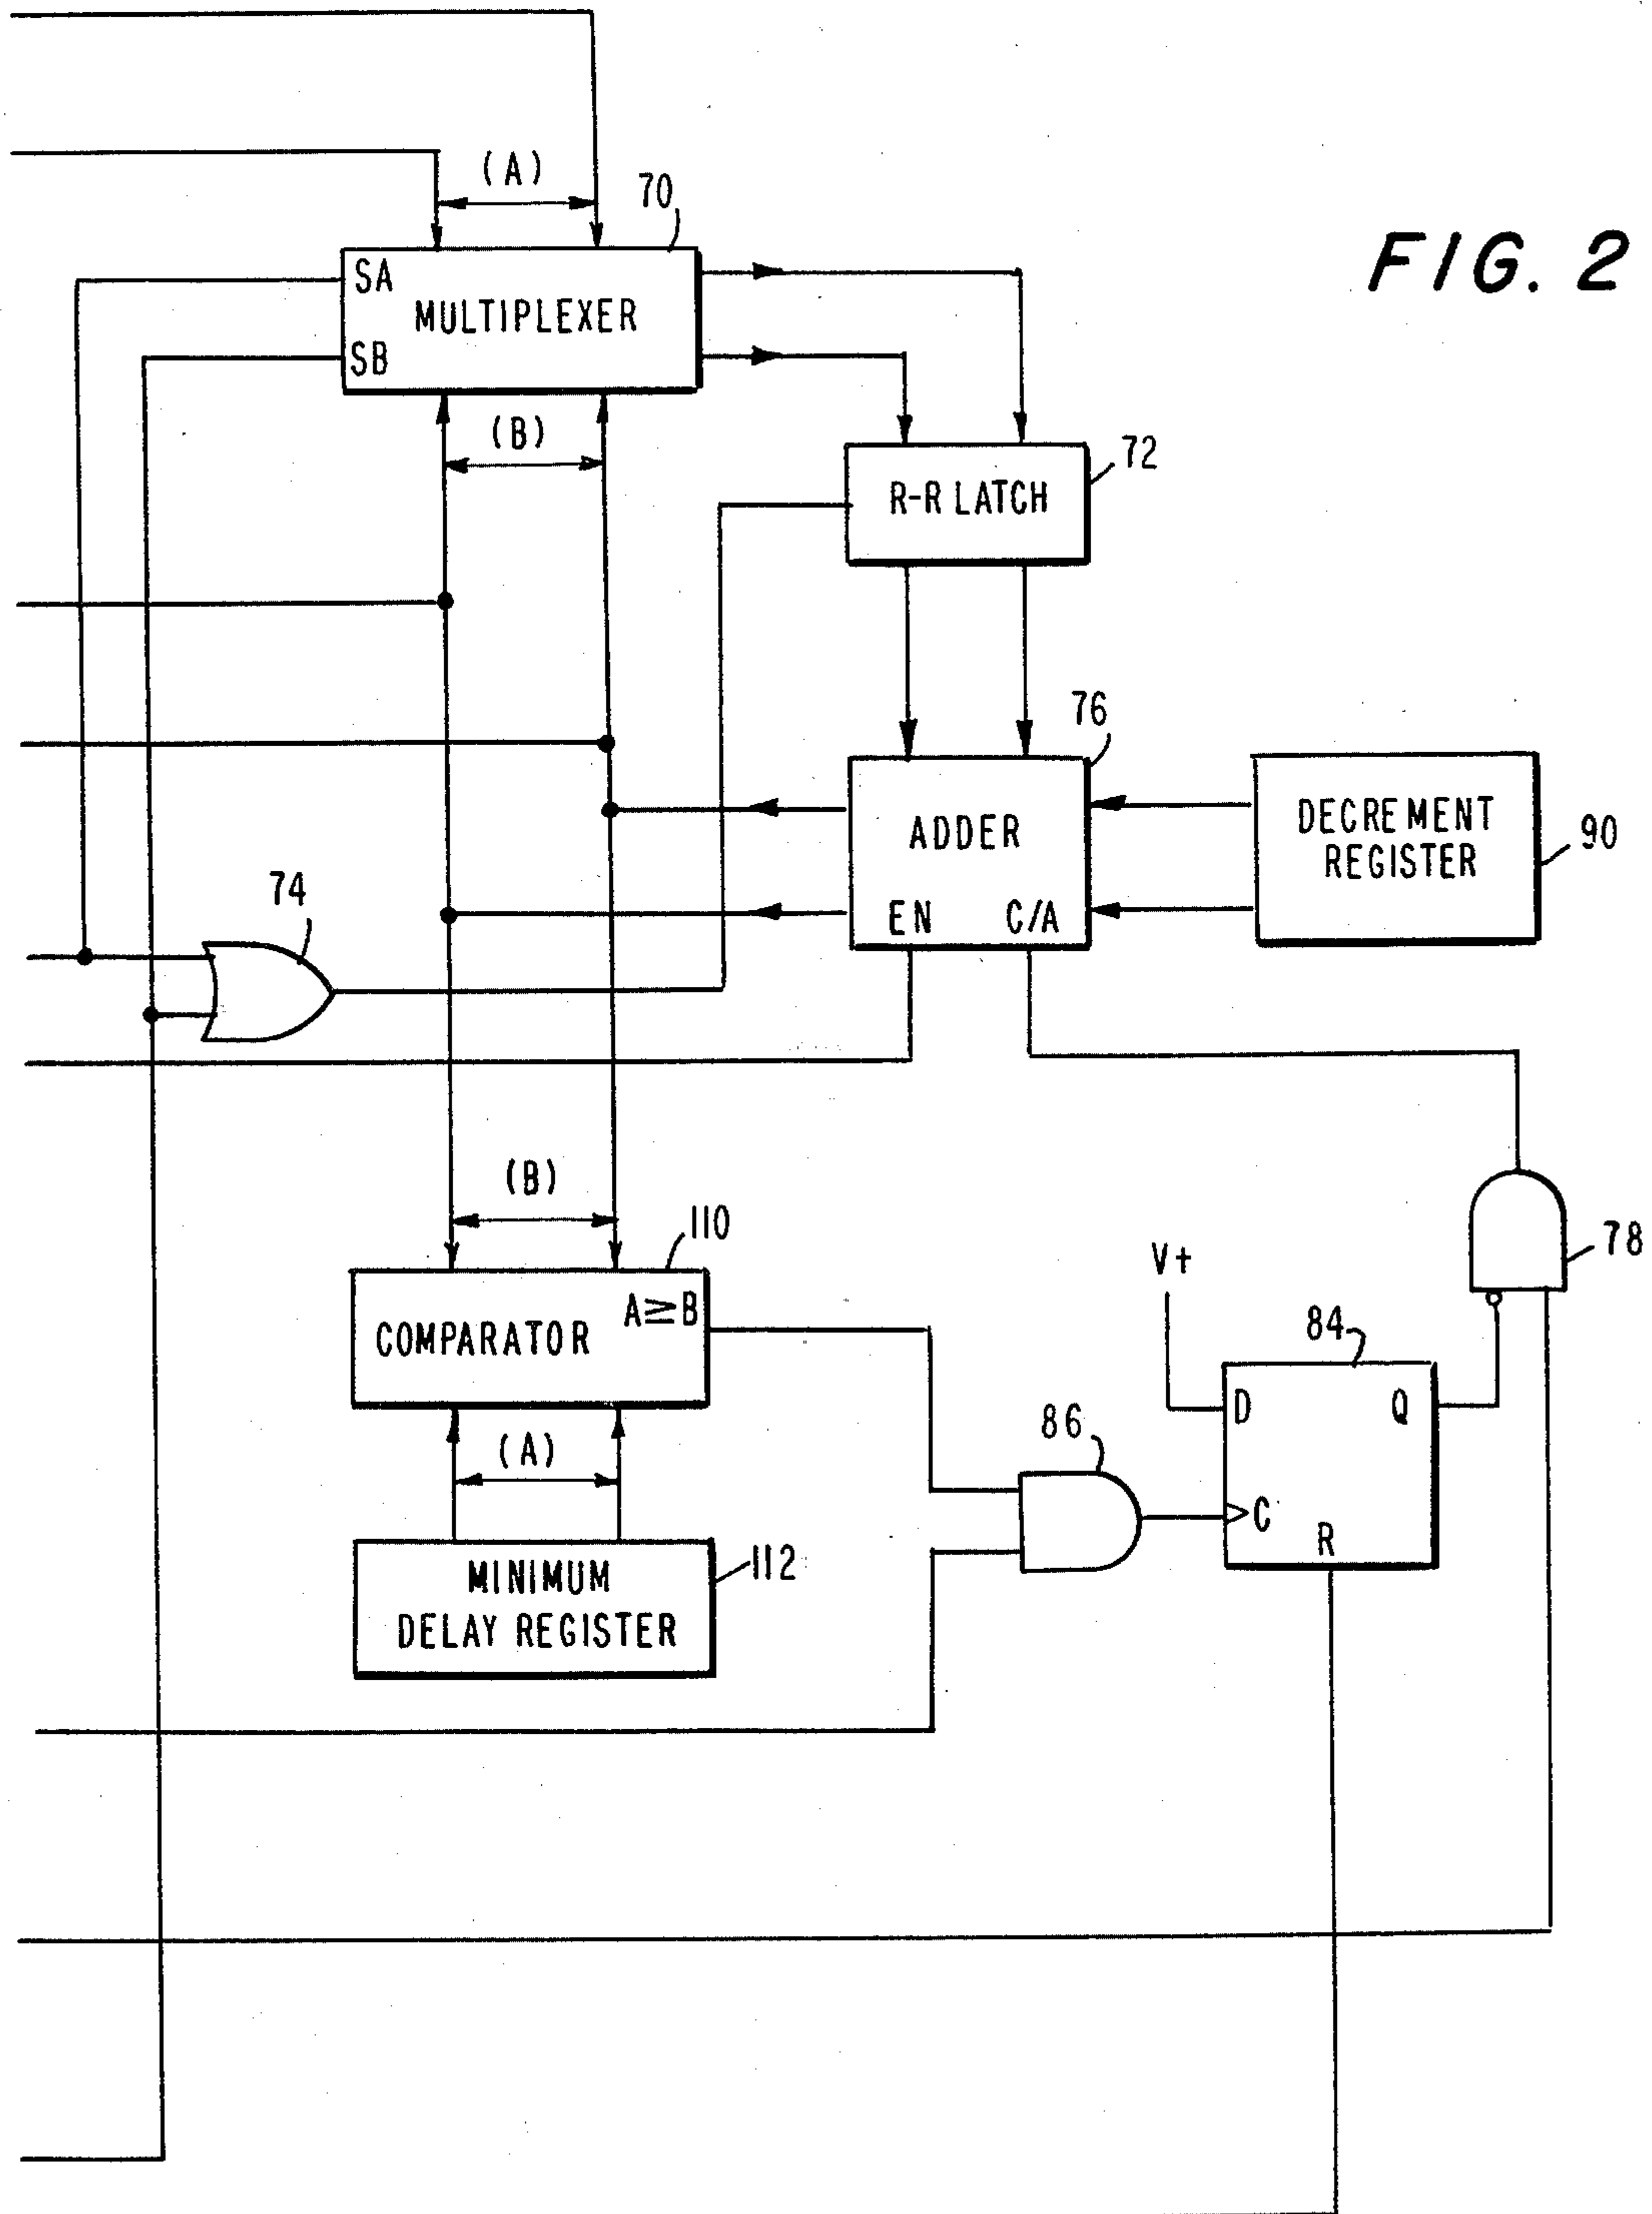 (A)
70
FIG. 2
SA
MULTIPLEXER
SB
(B)
72
R-R LATCH
76
ADDER
EN C/A
DECREMENT
REGISTER
90
74
(B)
110
A≥B
COMPARATOR
V+
78
84
D Q
C
R
86
(A)
MINIMUM
DELAY REGISTER
112